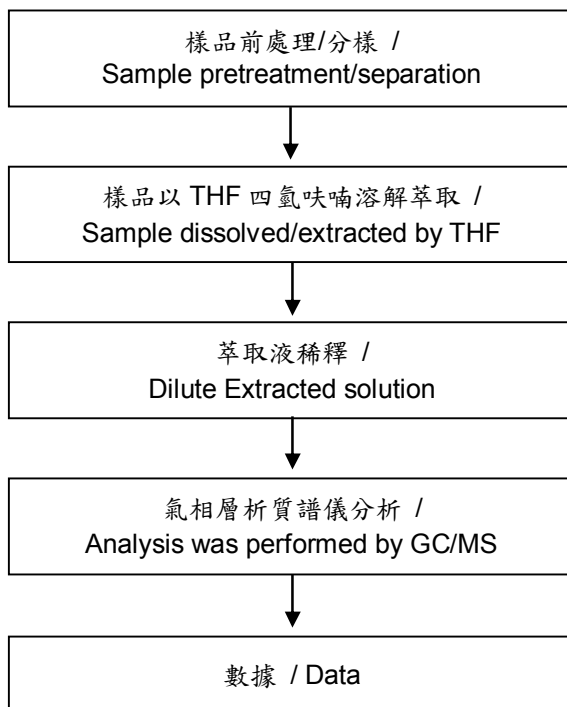 樣品前處理/分樣 /
Sample pretreatment/separation
樣品以 THF 四氫呋喃溶解萃取 /
Sample dissolved/extracted by THF
萃取液稀釋 /
Dilute Extracted solution
氣相層析質譜儀分析 /
Analysis was performed by GC/MS
數據 / Data